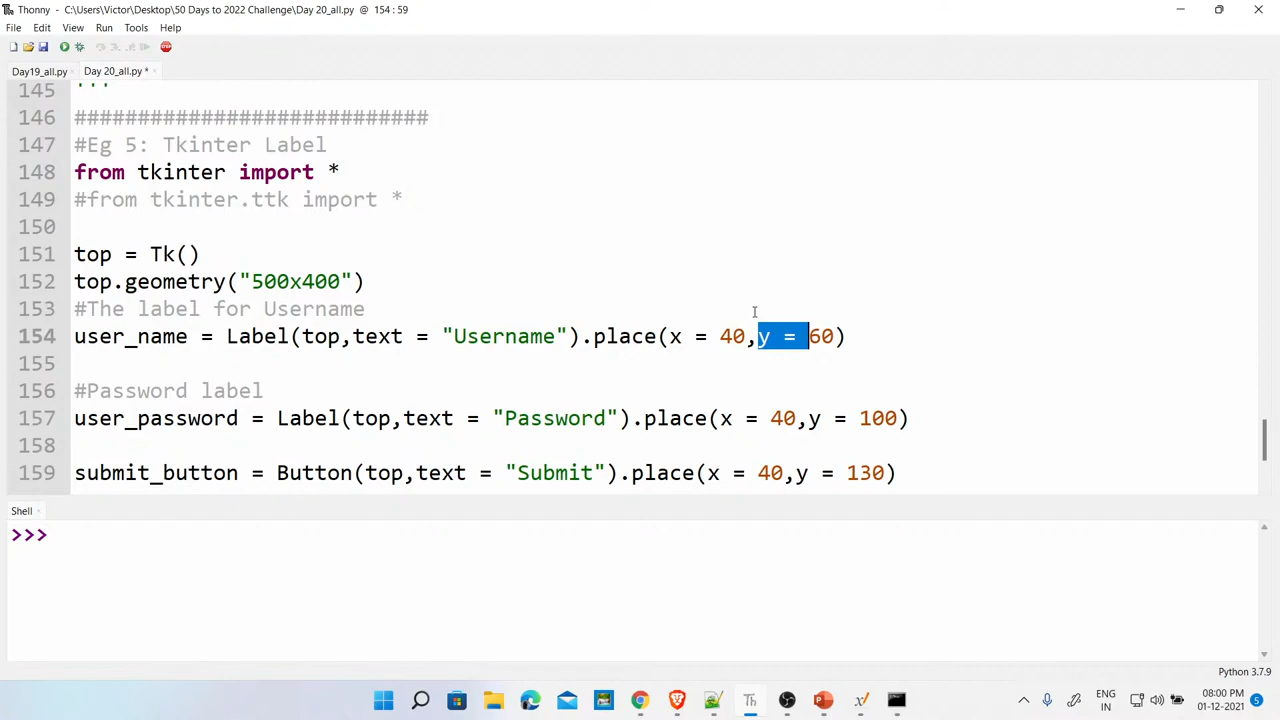 Thonny - C:\Users\Victor\Desktop\50 Days to 2022 Challenge\Day 20_all.py @ 154 : 59
File Edit View Run Tools Help
STOP
Day19_all.py × Day 20_all.py * ×
145 '''
146 ############################
147 #Eg 5: Tkinter Label
148 from tkinter import *
149 #from tkinter.ttk import *
150
151 top = Tk()
152 top.geometry("500x400")
153 #The label for Username
154 user_name = Label(top,text = "Username").place(x = 40,y = 60)
155
156 #Password label
157 user_password = Label(top,text = "Password").place(x = 40,y = 100)
158
159 submit_button = Button(top,text = "Submit").place(x = 40,y = 130)
Shell ×
>>>
Python 3.7.9
Th
ENG
IN
08:00 PM
01-12-2021
5